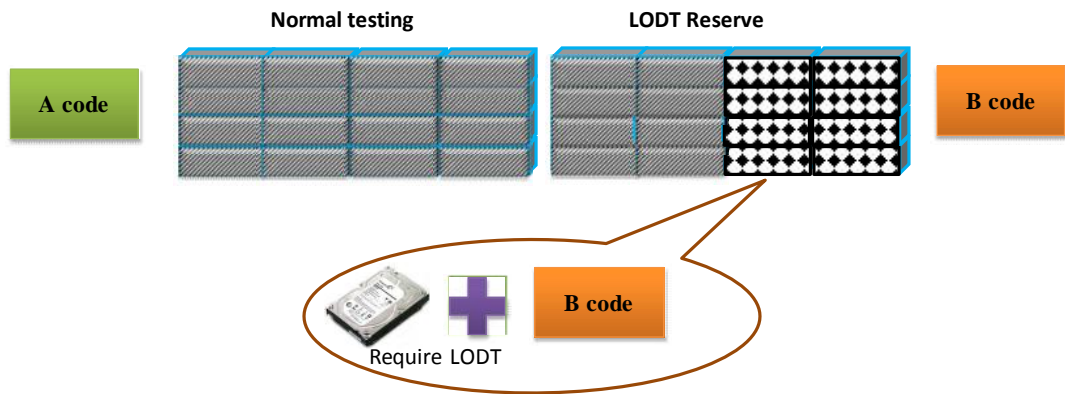 Normal testing
LODT Reserve
A code
B code
B code
Require LODT